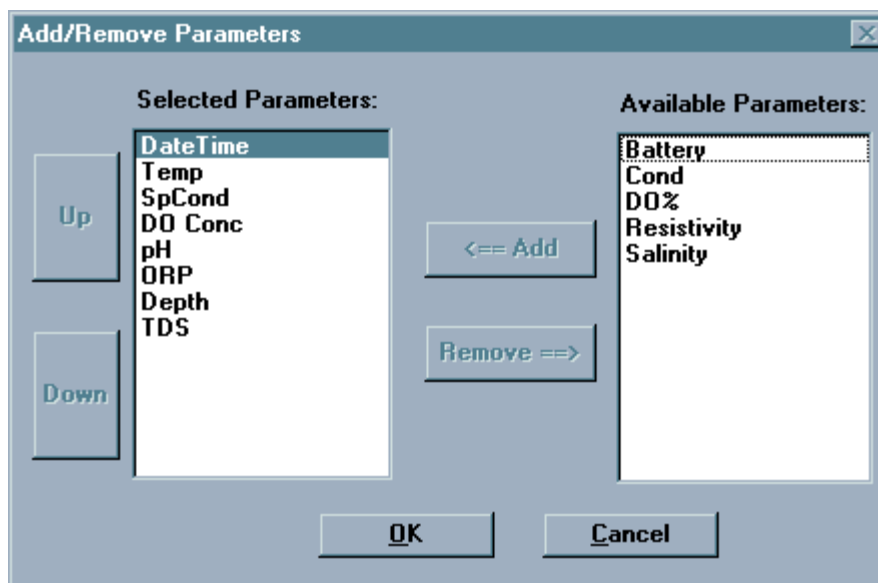 Add/Remove Parameters
Selected Parameters:
DateTime
Temp
SpCond
DO Conc
pH
ORP
Depth
TDS
Up
Down
<== Add
Remove ==>
Available Parameters:
Battery
Cond
DO%
Resistivity
Salinity
OK
Cancel